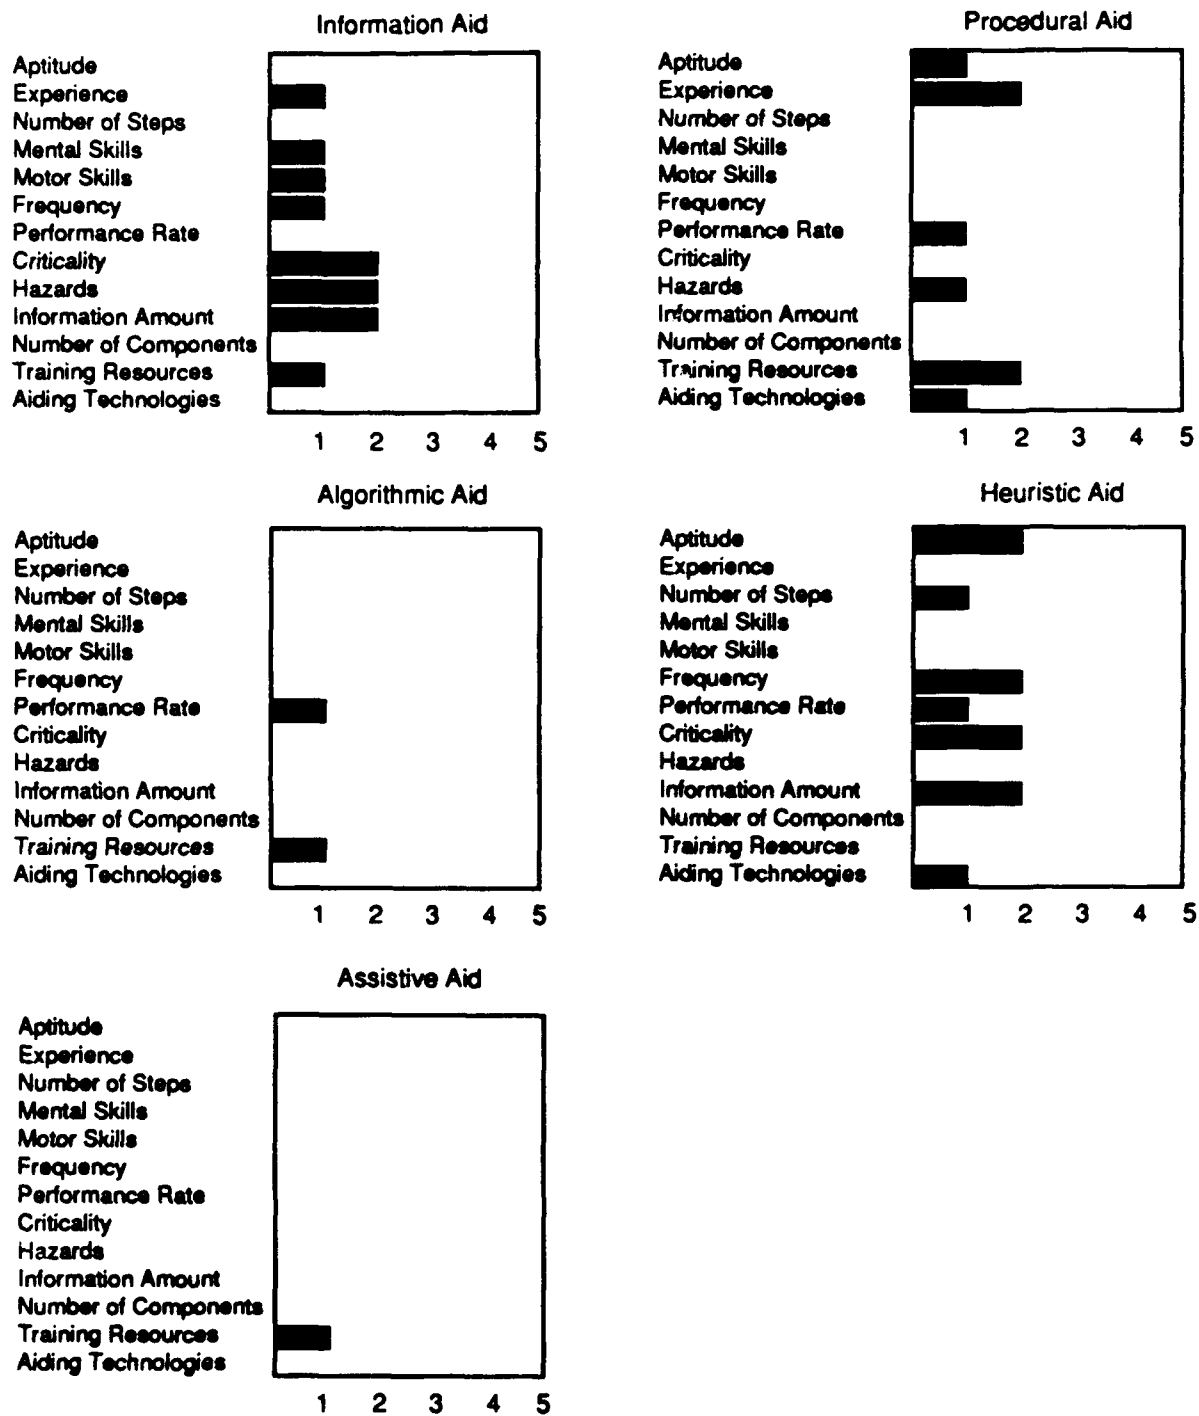 Information Aid
Aptitude
Experience
Number of Steps
Mental Skills
Motor Skills
Frequency
Performance Rate
Criticality
Hazards
Information Amount
Number of Components
Training Resources
Aiding Technologies
1 2 3 4 5
Procedural Aid
Aptitude
Experience
Number of Steps
Mental Skills
Motor Skills
Frequency
Performance Rate
Criticality
Hazards
Information Amount
Number of Components
Training Resources
Aiding Technologies
1 2 3 4 5
Algorithmic Aid
Aptitude
Experience
Number of Steps
Mental Skills
Motor Skills
Frequency
Performance Rate
Criticality
Hazards
Information Amount
Number of Components
Training Resources
Aiding Technologies
1 2 3 4 5
Heuristic Aid
Aptitude
Experience
Number of Steps
Mental Skills
Motor Skills
Frequency
Performance Rate
Criticality
Hazards
Information Amount
Number of Components
Training Resources
Aiding Technologies
1 2 3 4 5
Assistive Aid
Aptitude
Experience
Number of Steps
Mental Skills
Motor Skills
Frequency
Performance Rate
Criticality
Hazards
Information Amount
Number of Components
Training Resources
Aiding Technologies
1 2 3 4 5